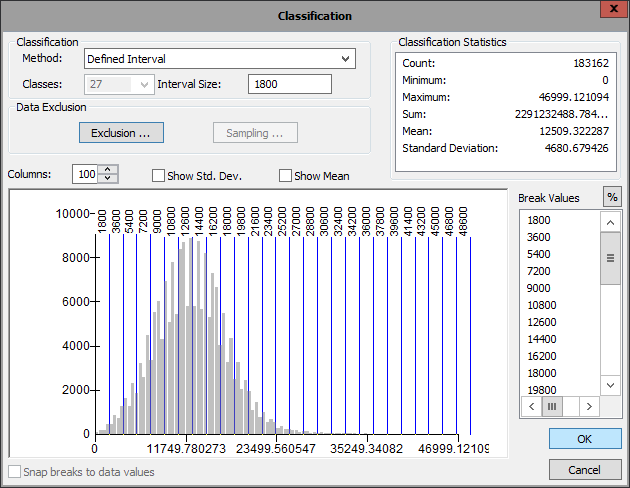 Classification
X
Classification
Method: Defined Interval
Classes: 27 Interval Size: 1800
Data Exclusion
Exclusion ... Sampling ...
Classification Statistics
Count: 183162
Minimum: 0
Maximum: 46999.121094
Sum: 2291232488.784...
Mean: 12509.322287
Standard Deviation: 4680.679426
Columns: 100 Show Std. Dev. Show Mean
1800 3600 5400 7200 9000 10800 12600 14400 16200 18000 19800 21600 23400 25200 27000 28800 30600 32400 34200 36000 37800 39600 41400 43200 45000 46800 48600
10000
8000
6000
4000
2000
0
0 11749.780273 23499.560547 35249.34082 46999.12109
Break Values %
1800
3600
5400
7200
9000
10800
12600
14400
16200
18000
19800
Snap breaks to data values
OK
Cancel